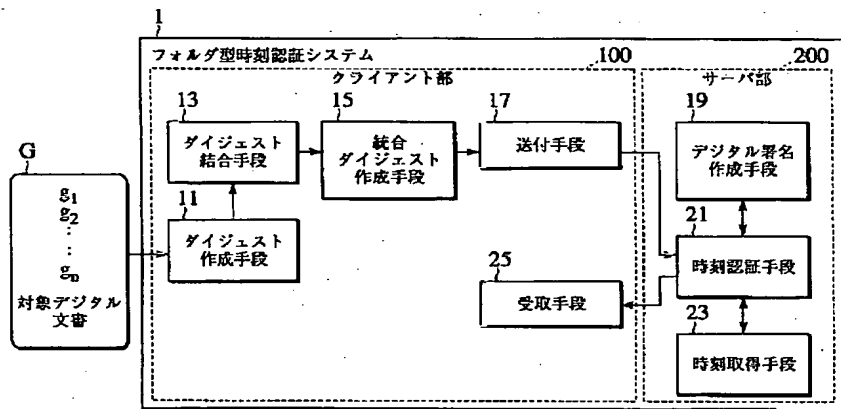 1
フォルダ型時刻認証システム
100
200
クライアント部
サーバ部
13
ダイジェスト
結合手段
15
統合
ダイジェスト
作成手段
17
送付手段
19
デジタル署名
作成手段
G
g1
g2
⋮
⋮
gn
対象デジタル
文書
11
ダイジェスト
作成手段
21
時刻認証手段
25
受取手段
23
時刻取得手段